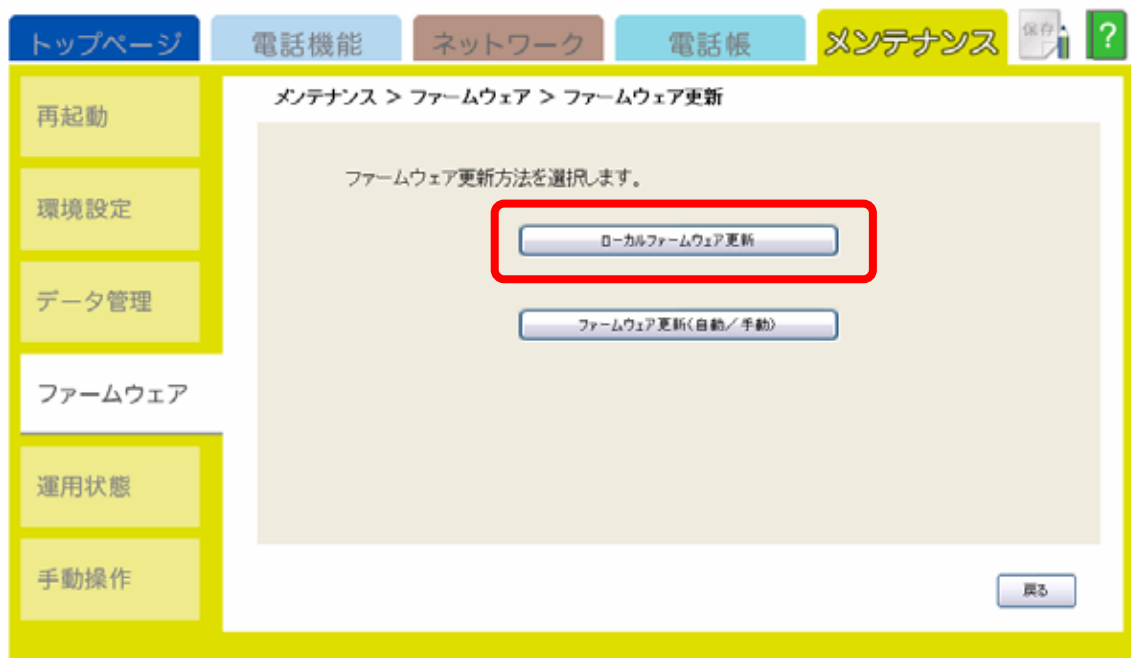 トップページ
電話機能
ネットワーク
電話帳
メンテナンス
保存
?
再起動
環境設定
データ管理
ファームウェア
運用状態
手動操作
メンテナンス > ファームウェア > ファームウェア更新
ファームウェア更新方法を選択します。
ローカルファームウェア更新
ファームウェア更新(自動/手動)
戻る